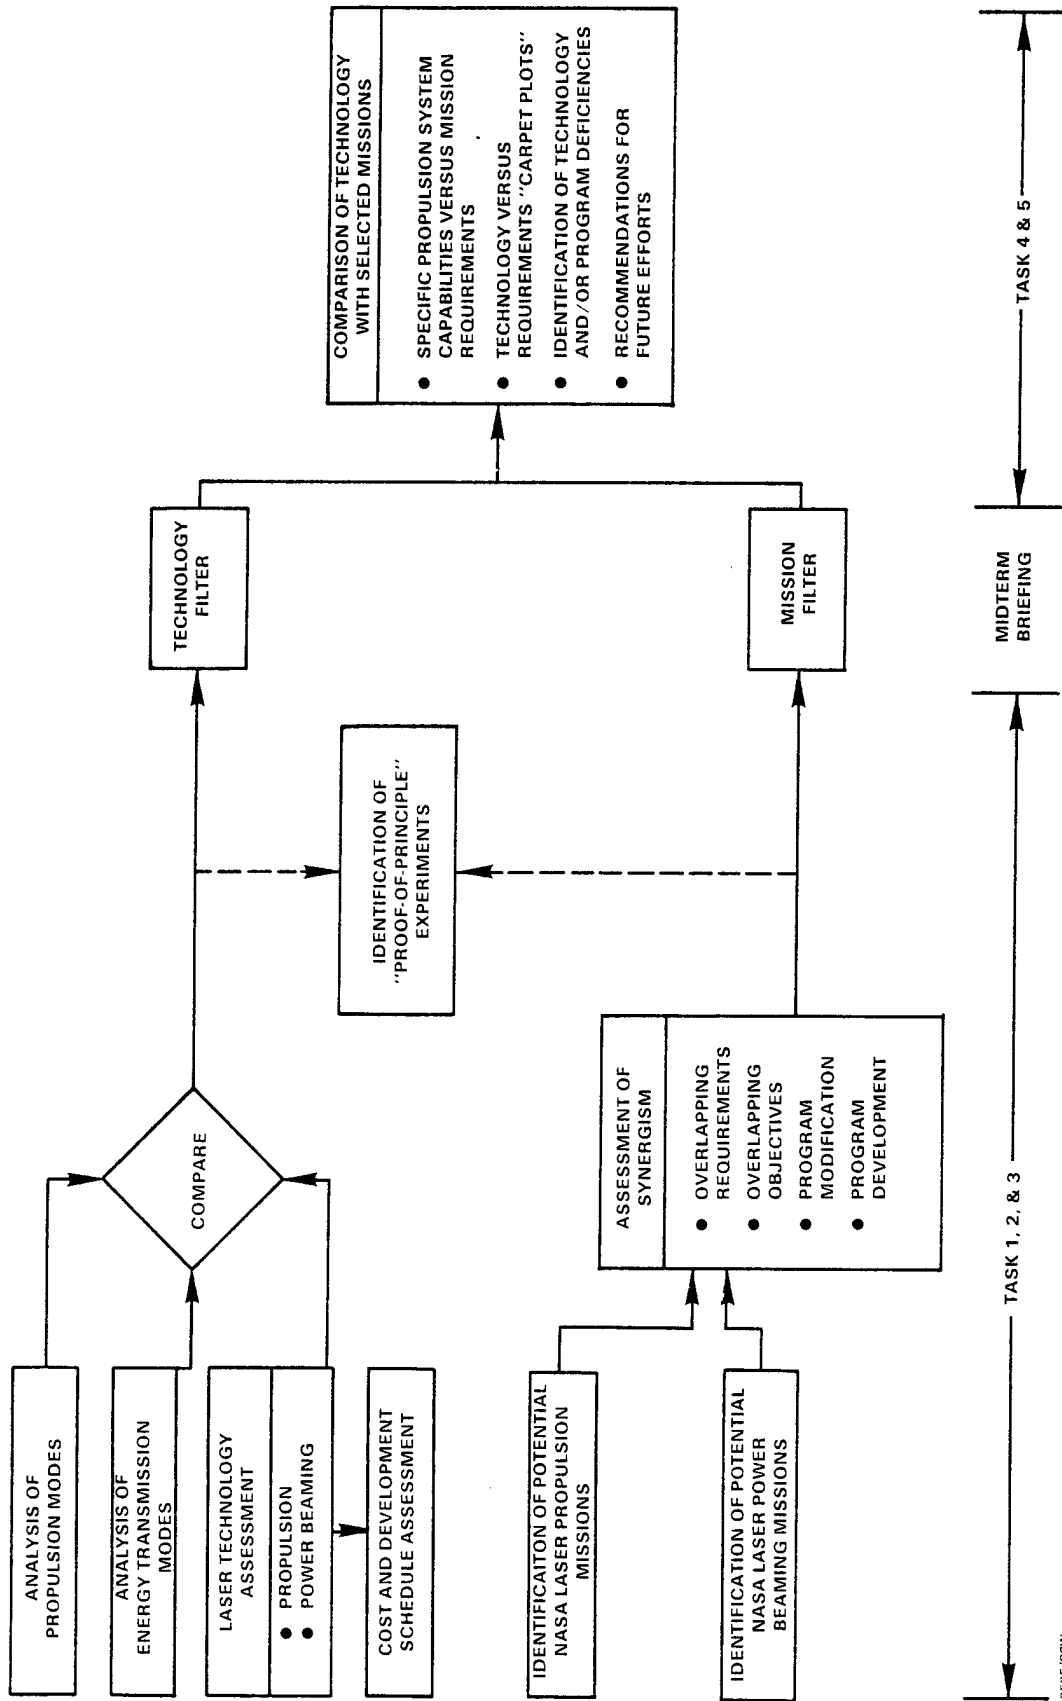 ANALYSIS OF
PROPULSION MODES
ANALYSIS OF
ENERGY TRANSMISSION
MODES
LASER TECHNOLOGY
ASSESSMENT
● PROPULSION
● POWER BEAMING
COST AND DEVELOPMENT
SCHEDULE ASSESSMENT
COMPARE
TECHNOLOGY
FILTER
IDENTIFICATION OF
"PROOF-OF-PRINCIPLE"
EXPERIMENTS
IDENTIFICAITON OF POTENTIAL
NASA LASER PROPULSION
MISSIONS
IDENTIFICATION OF POTENTIAL
NASA LASER POWER
BEAMING MISSIONS
ASSESSMENT OF
SYNERGISM
● OVERLAPPING
REQUIREMENTS
● OVERLAPPING
OBJECTIVES
● PROGRAM
MODIFICATION
● PROGRAM
DEVELOPMENT
MISSION
FILTER
COMPARISON OF TECHNOLOGY
WITH SELECTED MISSIONS
● SPECIFIC PROPULSION SYSTEM
CAPABILITIES VERSUS MISSION
REQUIREMENTS
● TECHNOLOGY VERSUS
REQUIREMENTS "CARPET PLOTS"
● IDENTIFICATION OF TECHNOLOGY
AND/OR PROGRAM DEFICIENCIES
● RECOMMENDATIONS FOR
FUTURE EFFORTS
TASK 1, 2, & 3
MIDTERM
BRIEFING
TASK 4 & 5